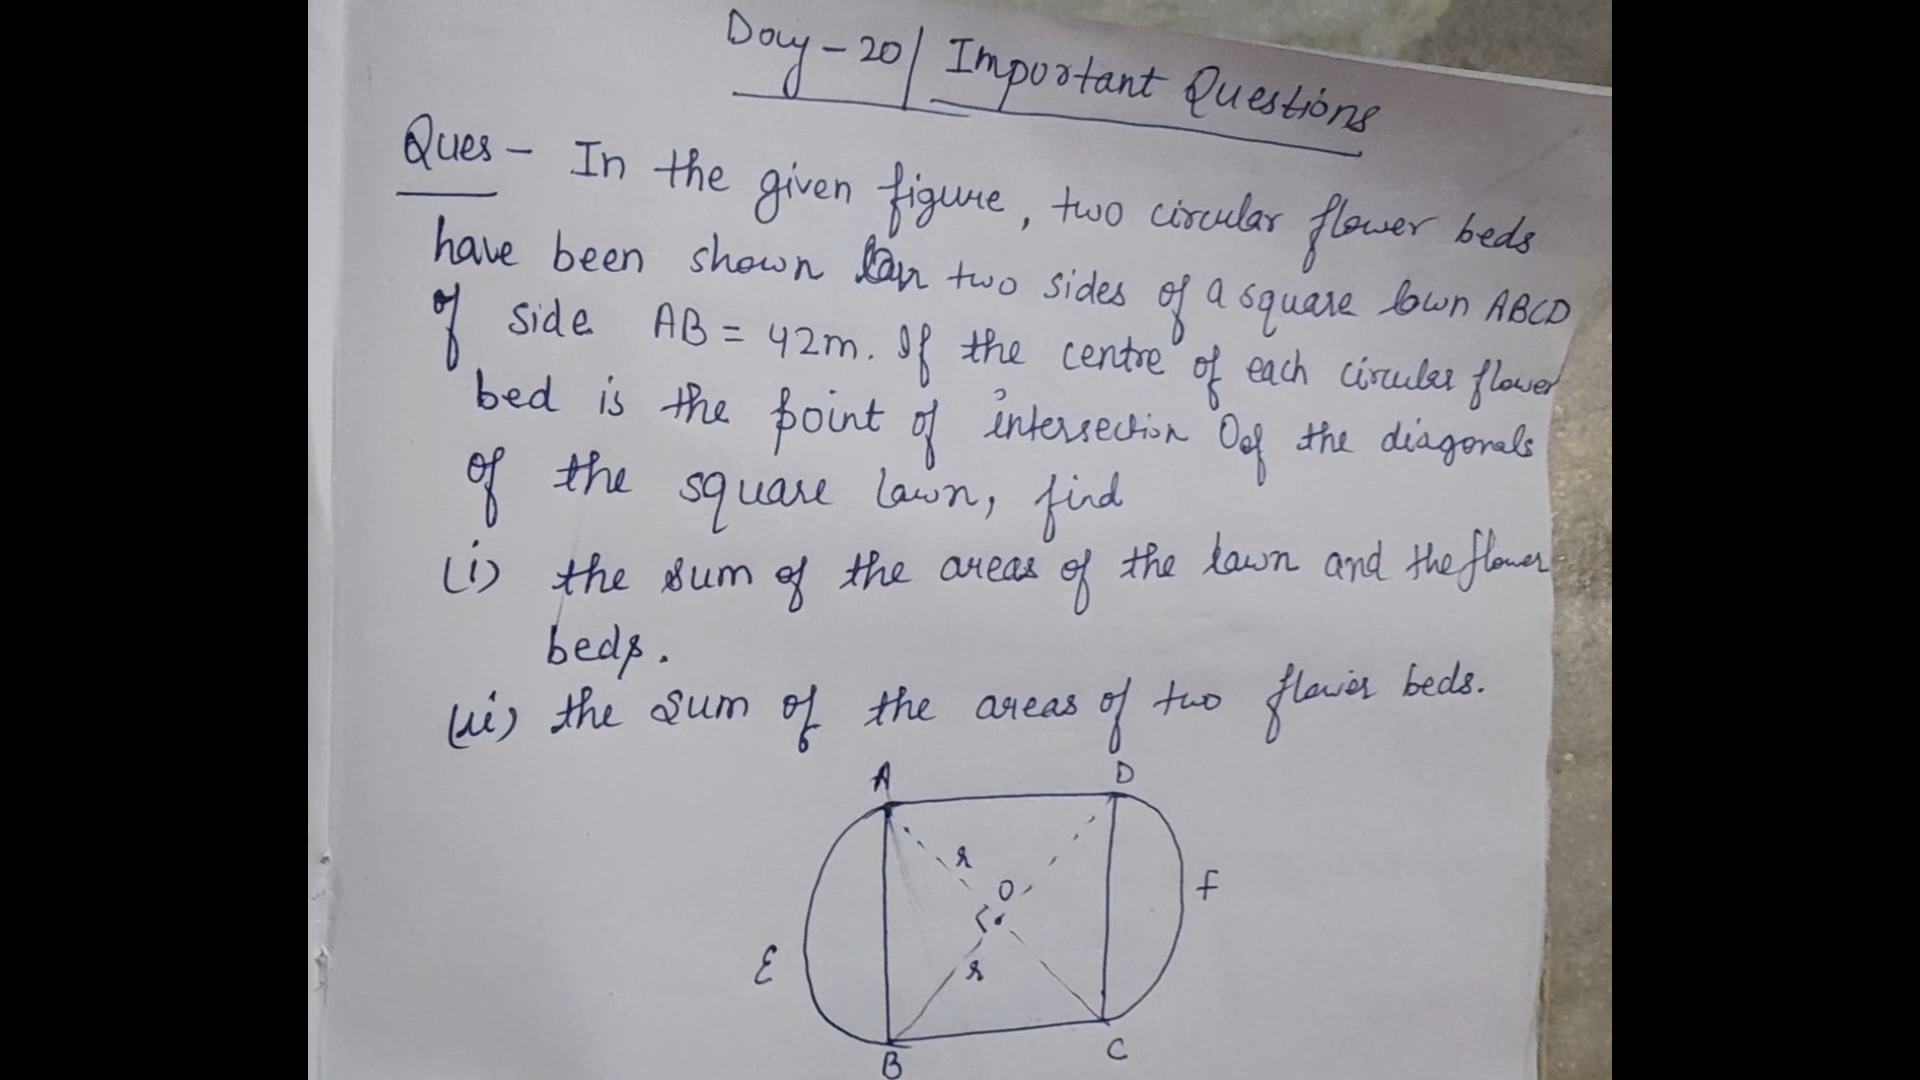 Day-20 | Important Questions
Ques - In the given figure, two circular flower beds
have been shown on two sides of a square lown ABCD
of side AB = 42m. If the centre of each circular flower
bed is the point of intersection O of the diagonals
of the square lawn, find
(i) the sum of the areas of the lawn and the flower
beds.
(ii) the sum of the areas of two flower beds.
A D
r
O
F
E
r
B C